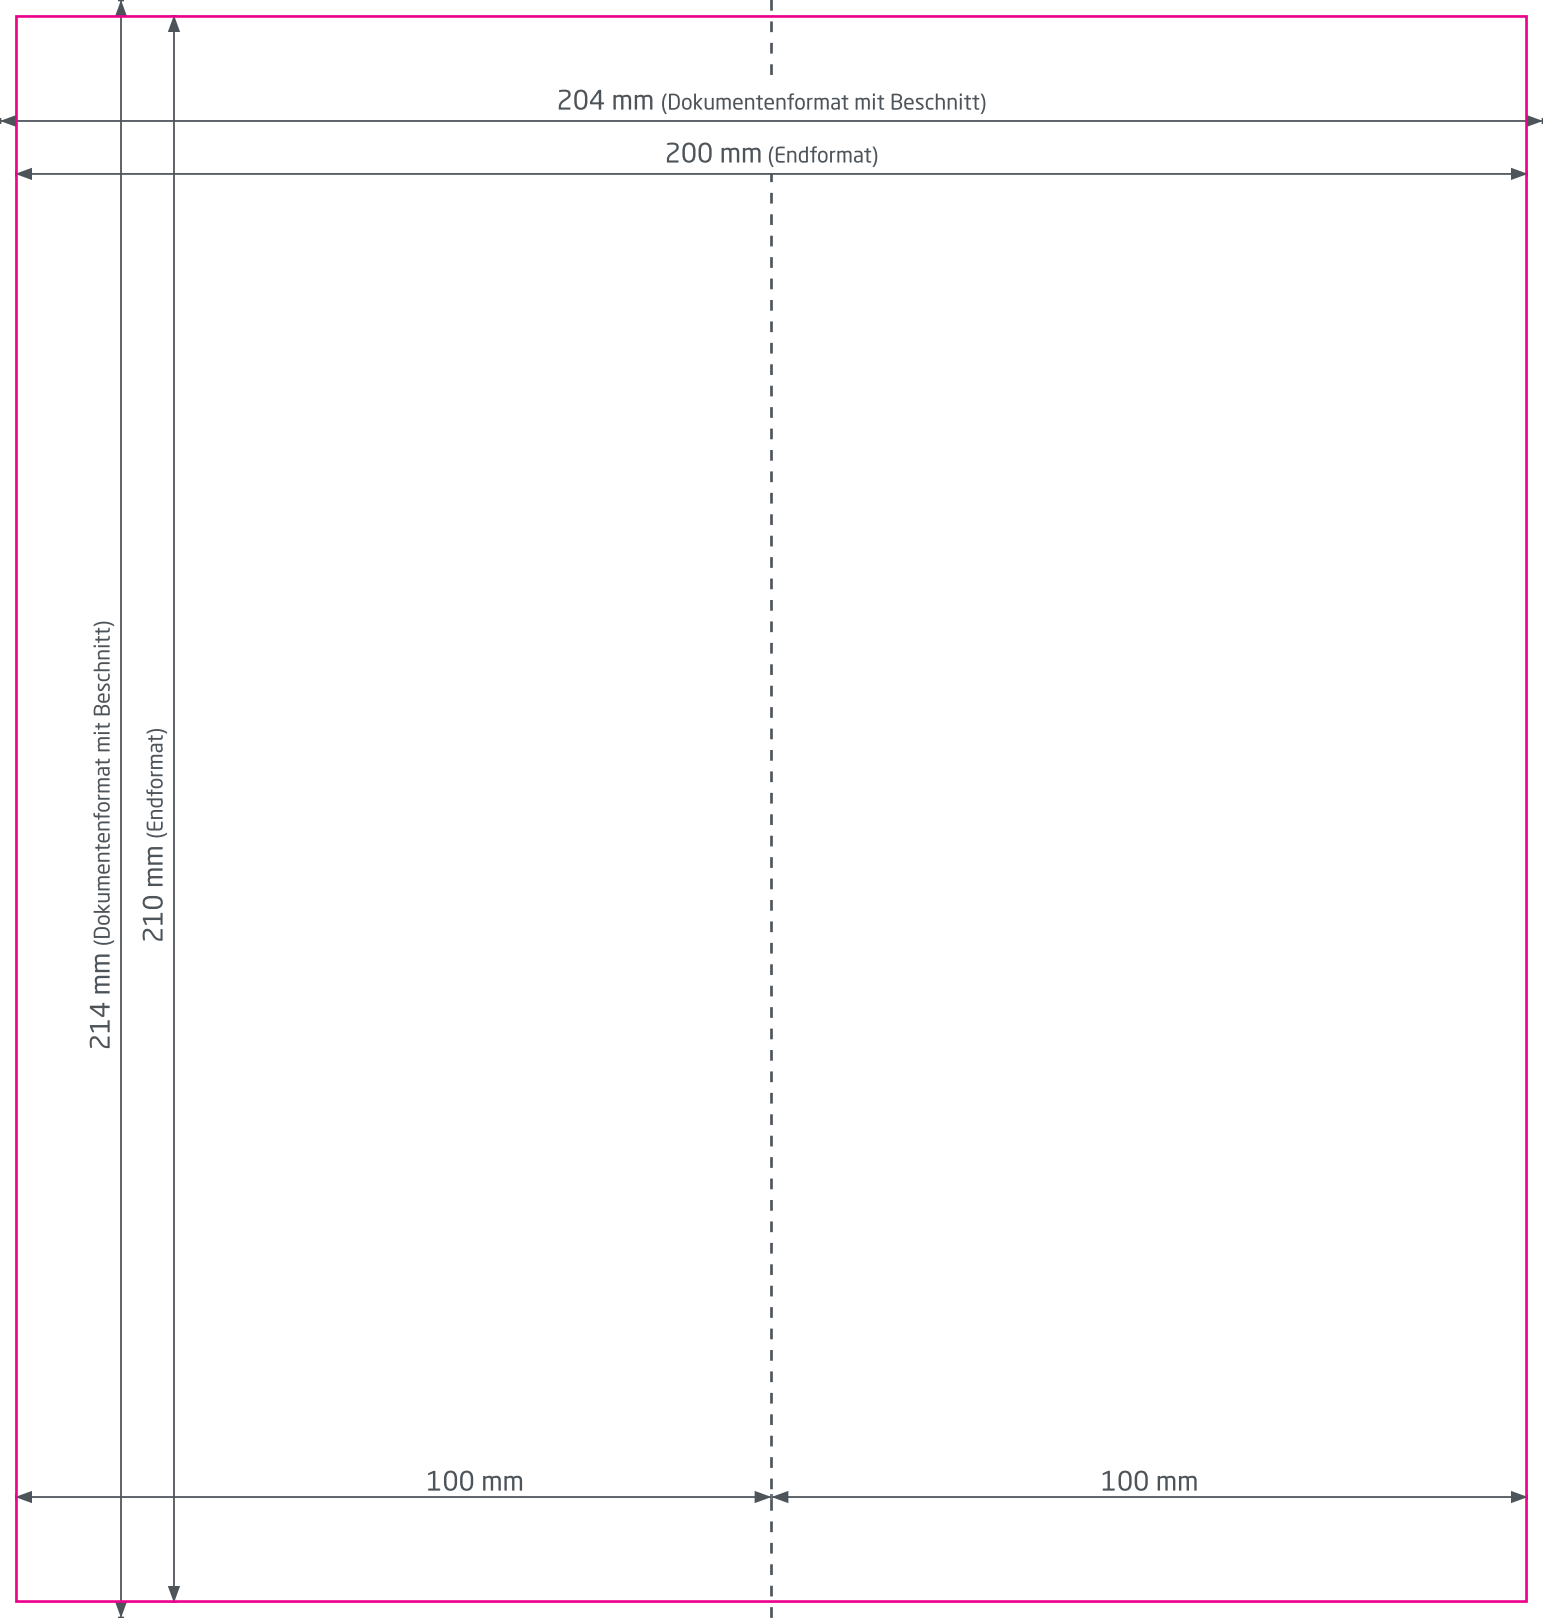 204 mm (Dokumentenformat mit Beschnitt)
200 mm (Endformat)
214 mm (Dokumentenformat mit Beschnitt)
210 mm (Endformat)
100 mm
100 mm